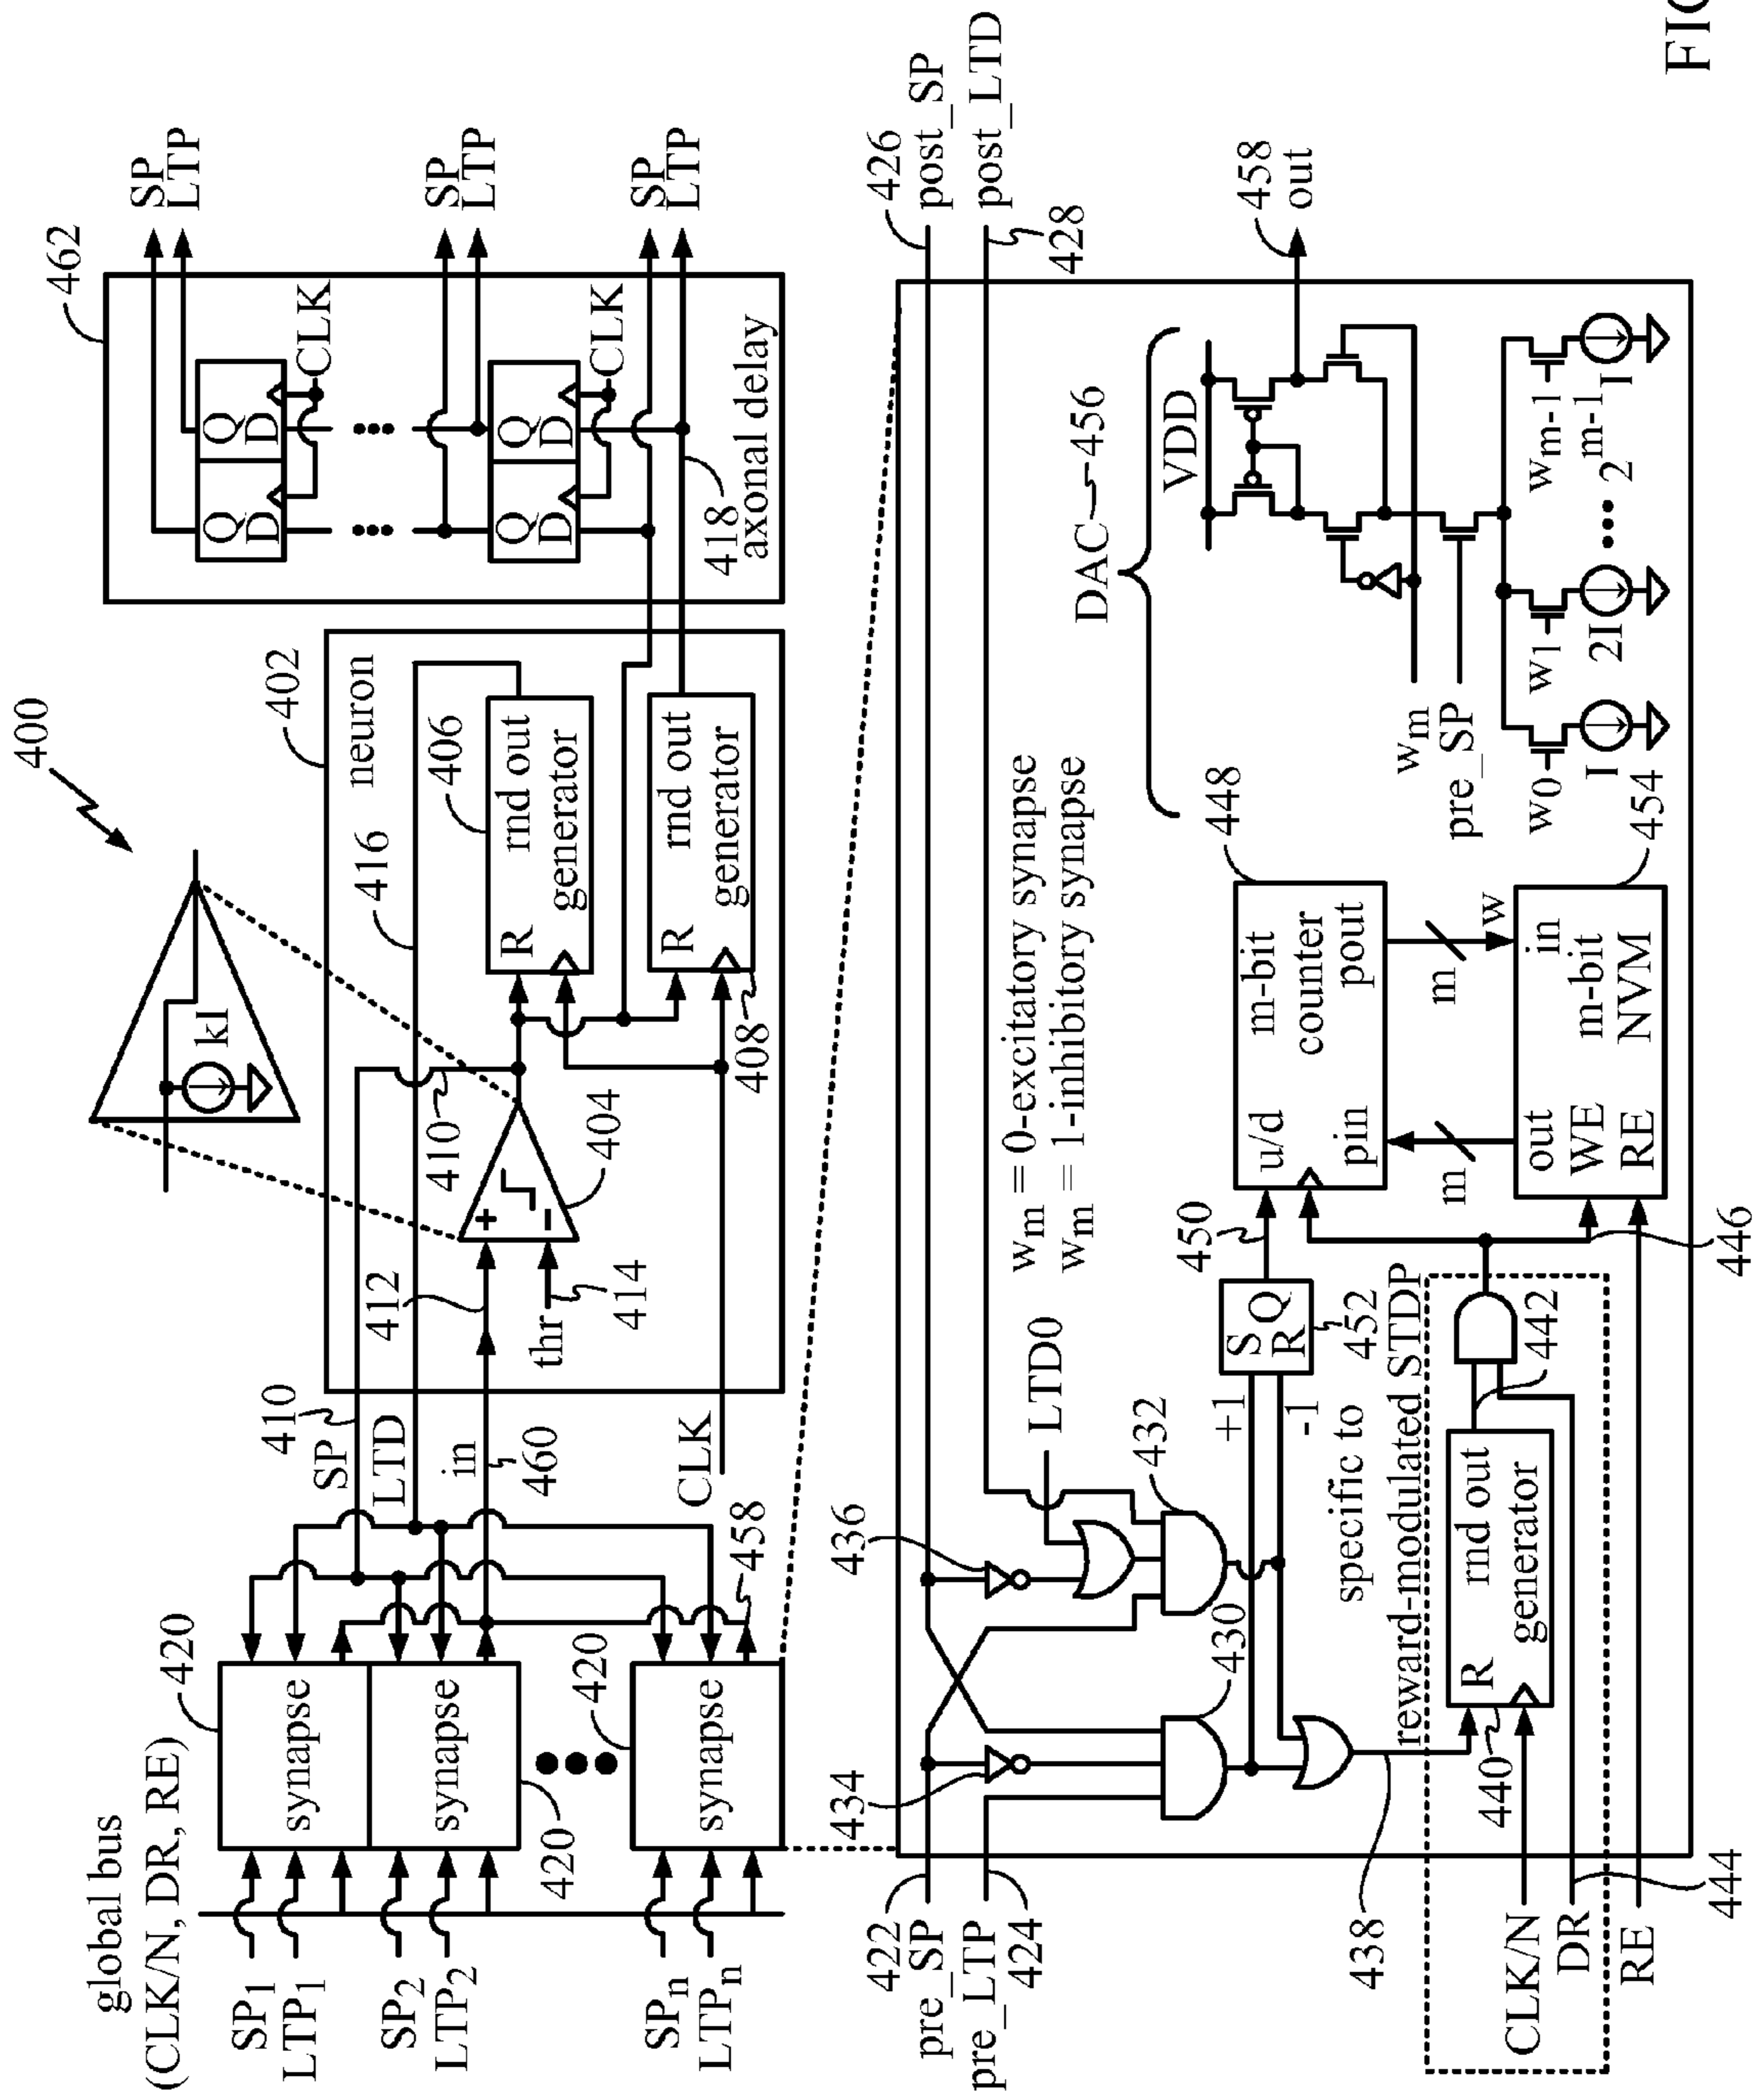 400
462
SP
LTP
SP
LTP
SP
LTP
Q
D
Q
D
CLK
Q
D
Q
D
CLK
418
axonal delay
402
neuron
416
406
rnd out
generator
R
rnd out
generator
R
408
kI
410
404
412
thr
414
+
-
410
SP
LTD
in
460
CLK
458
420
synapse
synapse
420
420
synapse
global bus
(CLK/N, DR, RE)
SP1
LTP1
SP2
LTP2
SPn
LTPn
422
pre_SP
pre_LTP
424
426
post_SP
post_LTD
428
434
436
LTD0
430
432
wm = 0-excitatory synapse
wm = 1-inhibitory synapse
+1
-1
S
Q
R
450
452
438
specific to
reward-modulated STDP
R
rnd out
generator
440
442
CLK/N
DR
RE
444
446
448
u/d
m-bit
counter
pin
pout
m
m
w
out
in
WE
m-bit
RE
NVM
454
DAC
456
VDD
458
out
wm
pre_SP
w0
w1
wm-1
I
2I
2m-1I
FIG